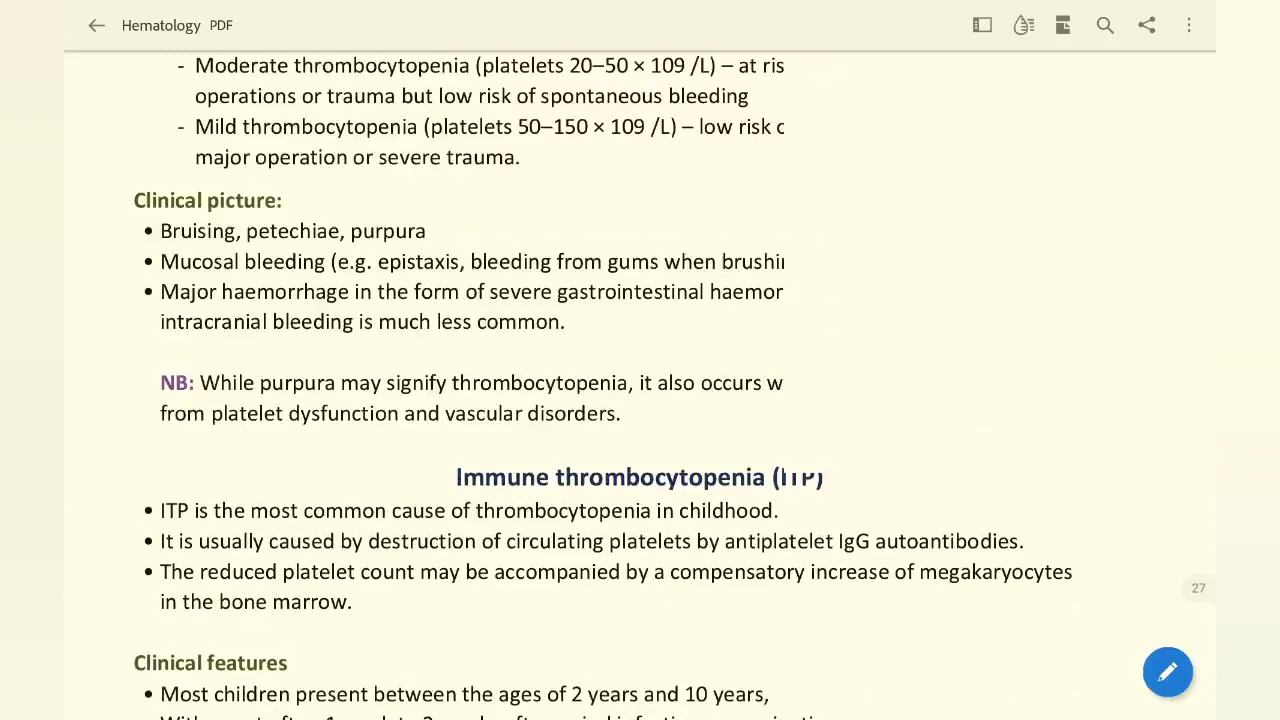 Hematology PDF
- Moderate thrombocytopenia (platelets 20–50 × 109 /L) – at
operations or trauma but low risk of spontaneous bleeding
- Mild thrombocytopenia (platelets 50–150 × 109 /L) – low risk
major operation or severe trauma.
Clinical picture:
• Bruising, petechiae, purpura
• Mucosal bleeding (e.g. epistaxis, bleeding from gums when
• Major haemorrhage in the form of severe gastrointestinal
intracranial bleeding is much less common.
NB: While purpura may signify thrombocytopenia, it also occurs
from platelet dysfunction and vascular disorders.
Immune thrombocytopenia (ITP)
• ITP is the most common cause of thrombocytopenia in childhood.
• It is usually caused by destruction of circulating platelets by antiplatelet IgG autoantibodies.
• The reduced platelet count may be accompanied by a compensatory increase of megakaryocytes
27
in the bone marrow.
Clinical features
• Most children present between the ages of 2 years and 10 years,